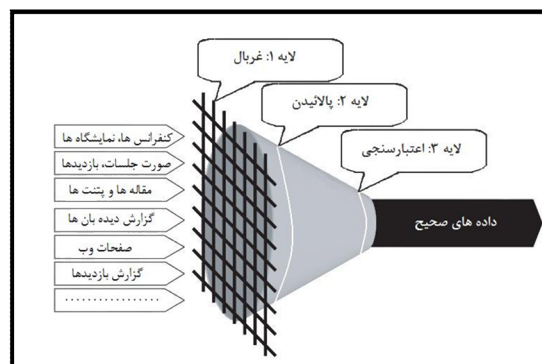 لایه ۱: غربال
لایه ۲: پالائیدن
لایه ۳: اعتبارسنجی
کنفرانس ها، نمایشگاه ها
صورت جلسات، بازدیدها
مقاله ها و پتنت ها
گزارش دیده بان ها
صفحات وب
گزارش بازدیدها
.................
داده های صحیح